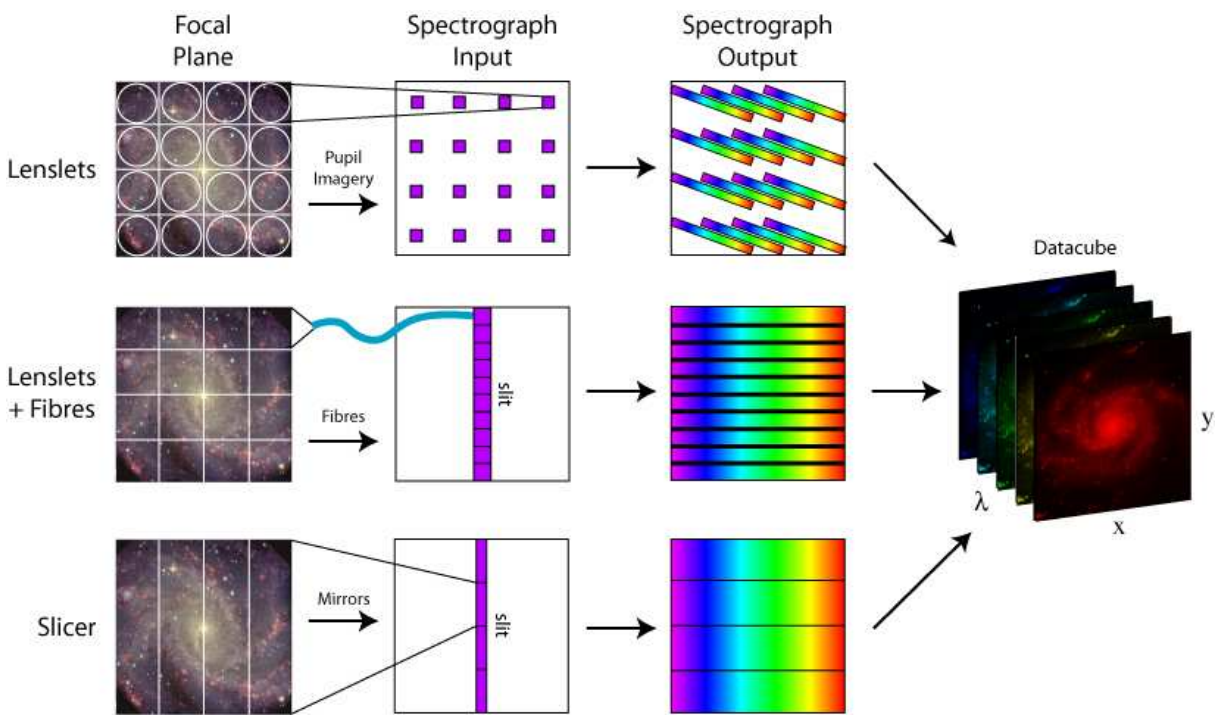 Focal
Plane
Spectrograph
Input
Spectrograph
Output
Lenslets
Pupil
Imagery
Datacube
Lenslets
+ Fibres
Fibres
slit
y
λ
x
Slicer
Mirrors
slit